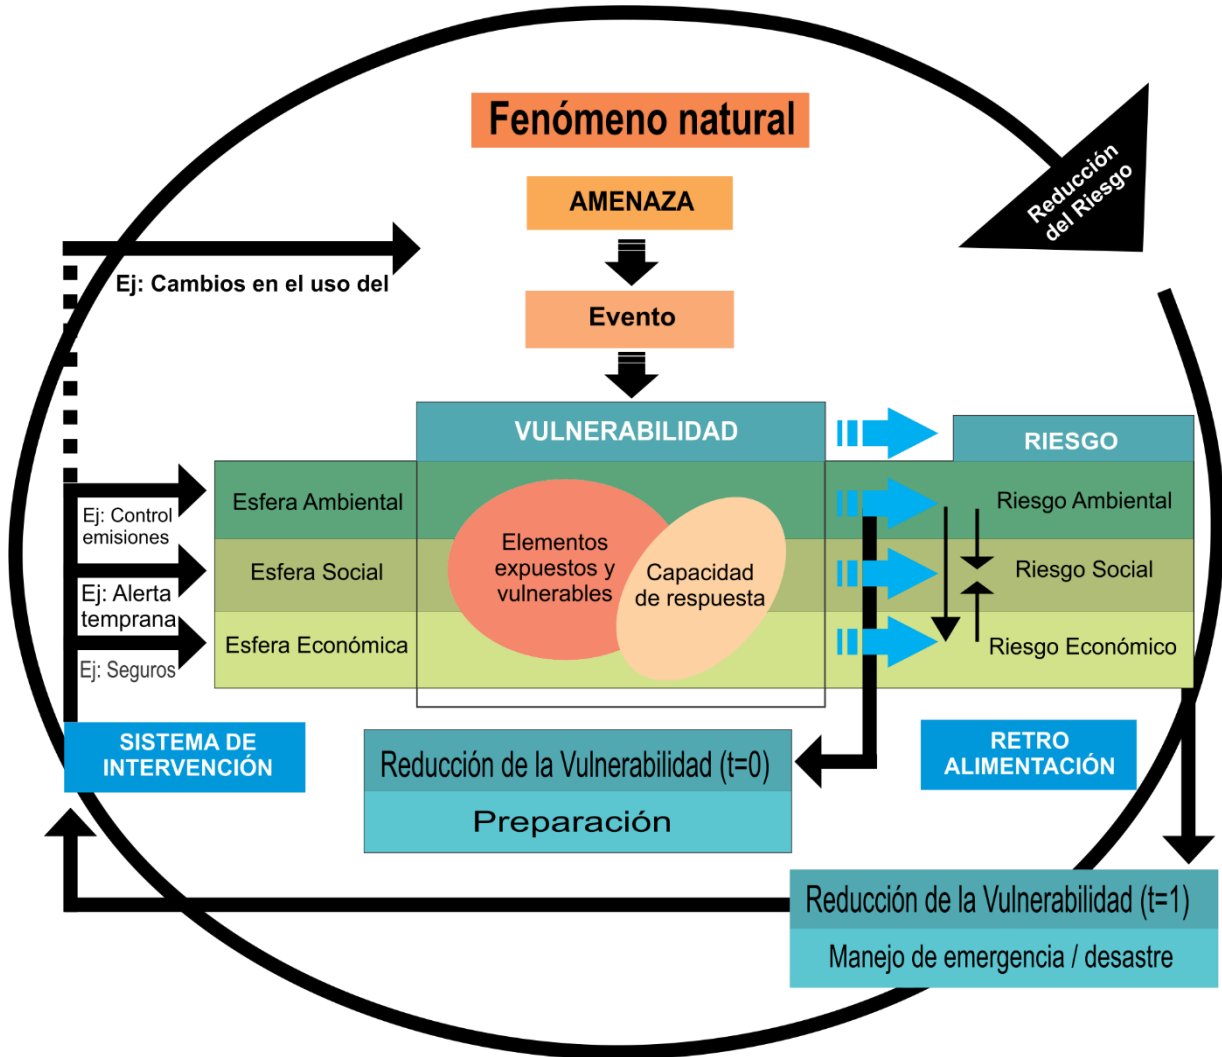 Fenómeno natural
AMENAZA
Reducción
del Riesgo
Ej: Cambios en el uso del
Evento
VULNERABILIDAD
RIESGO
Esfera Ambiental
Riesgo Ambiental
Ej: Control
emisiones
Elementos
expuestos y
vulnerables
Capacidad
de respuesta
Esfera Social
Riesgo Social
Ej: Alerta
temprana
Esfera Económica
Riesgo Económico
Ej: Seguros
SISTEMA DE
INTERVENCIÓN
Reducción de la Vulnerabilidad (t=0)
Preparación
RETRO
ALIMENTACIÓN
Reducción de la Vulnerabilidad (t=1)
Manejo de emergencia / desastre